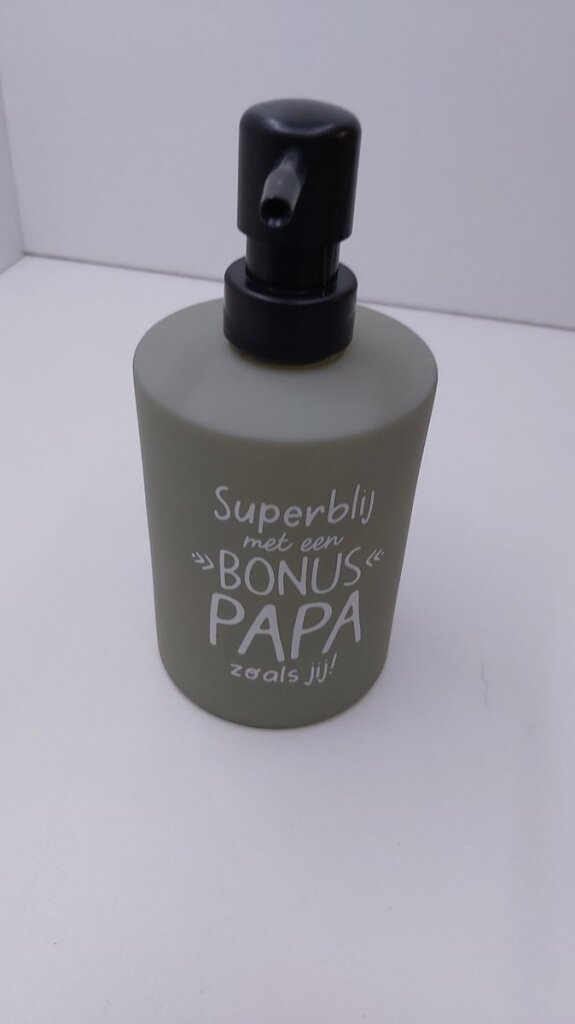 Superblij
met een
»BONUS«
PAPA
zoals jij!